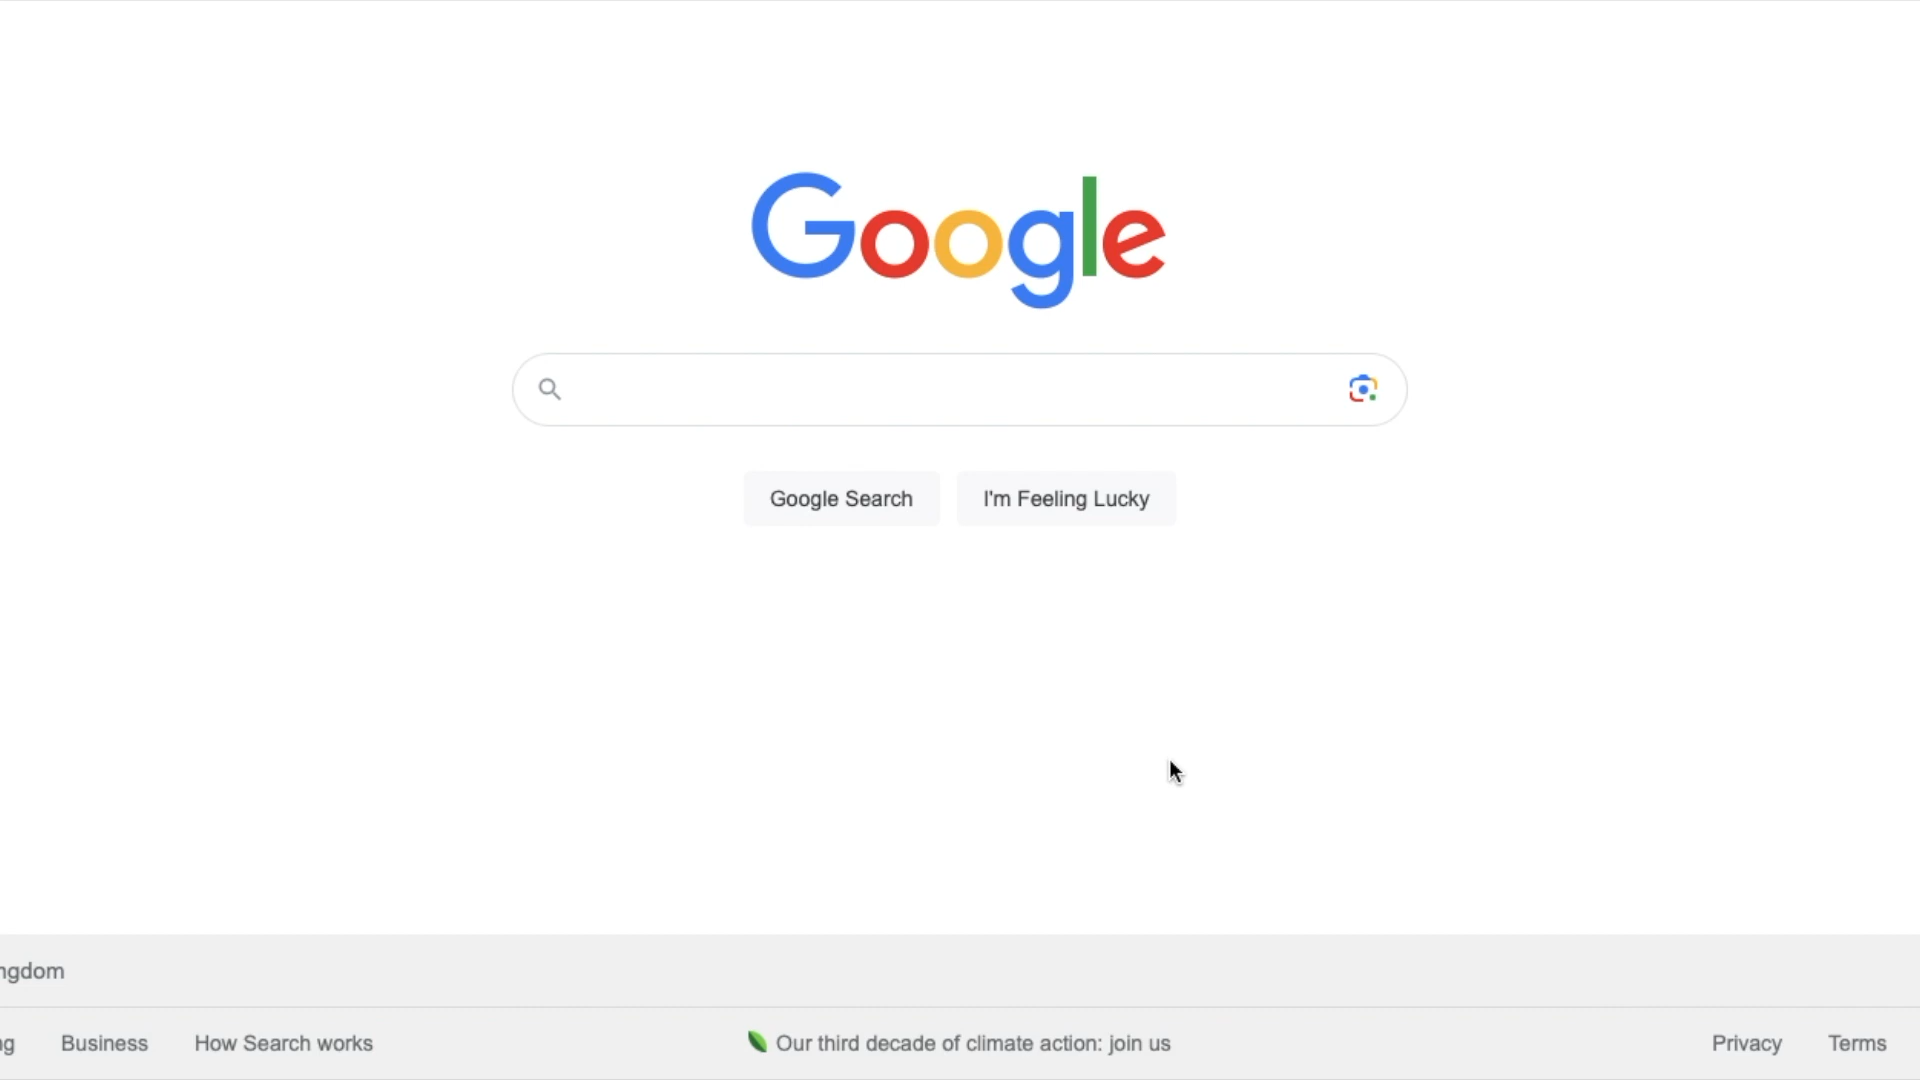 Google
Google Search I'm Feeling Lucky
ngdom
ng Business How Search works Our third decade of climate action: join us Privacy Terms